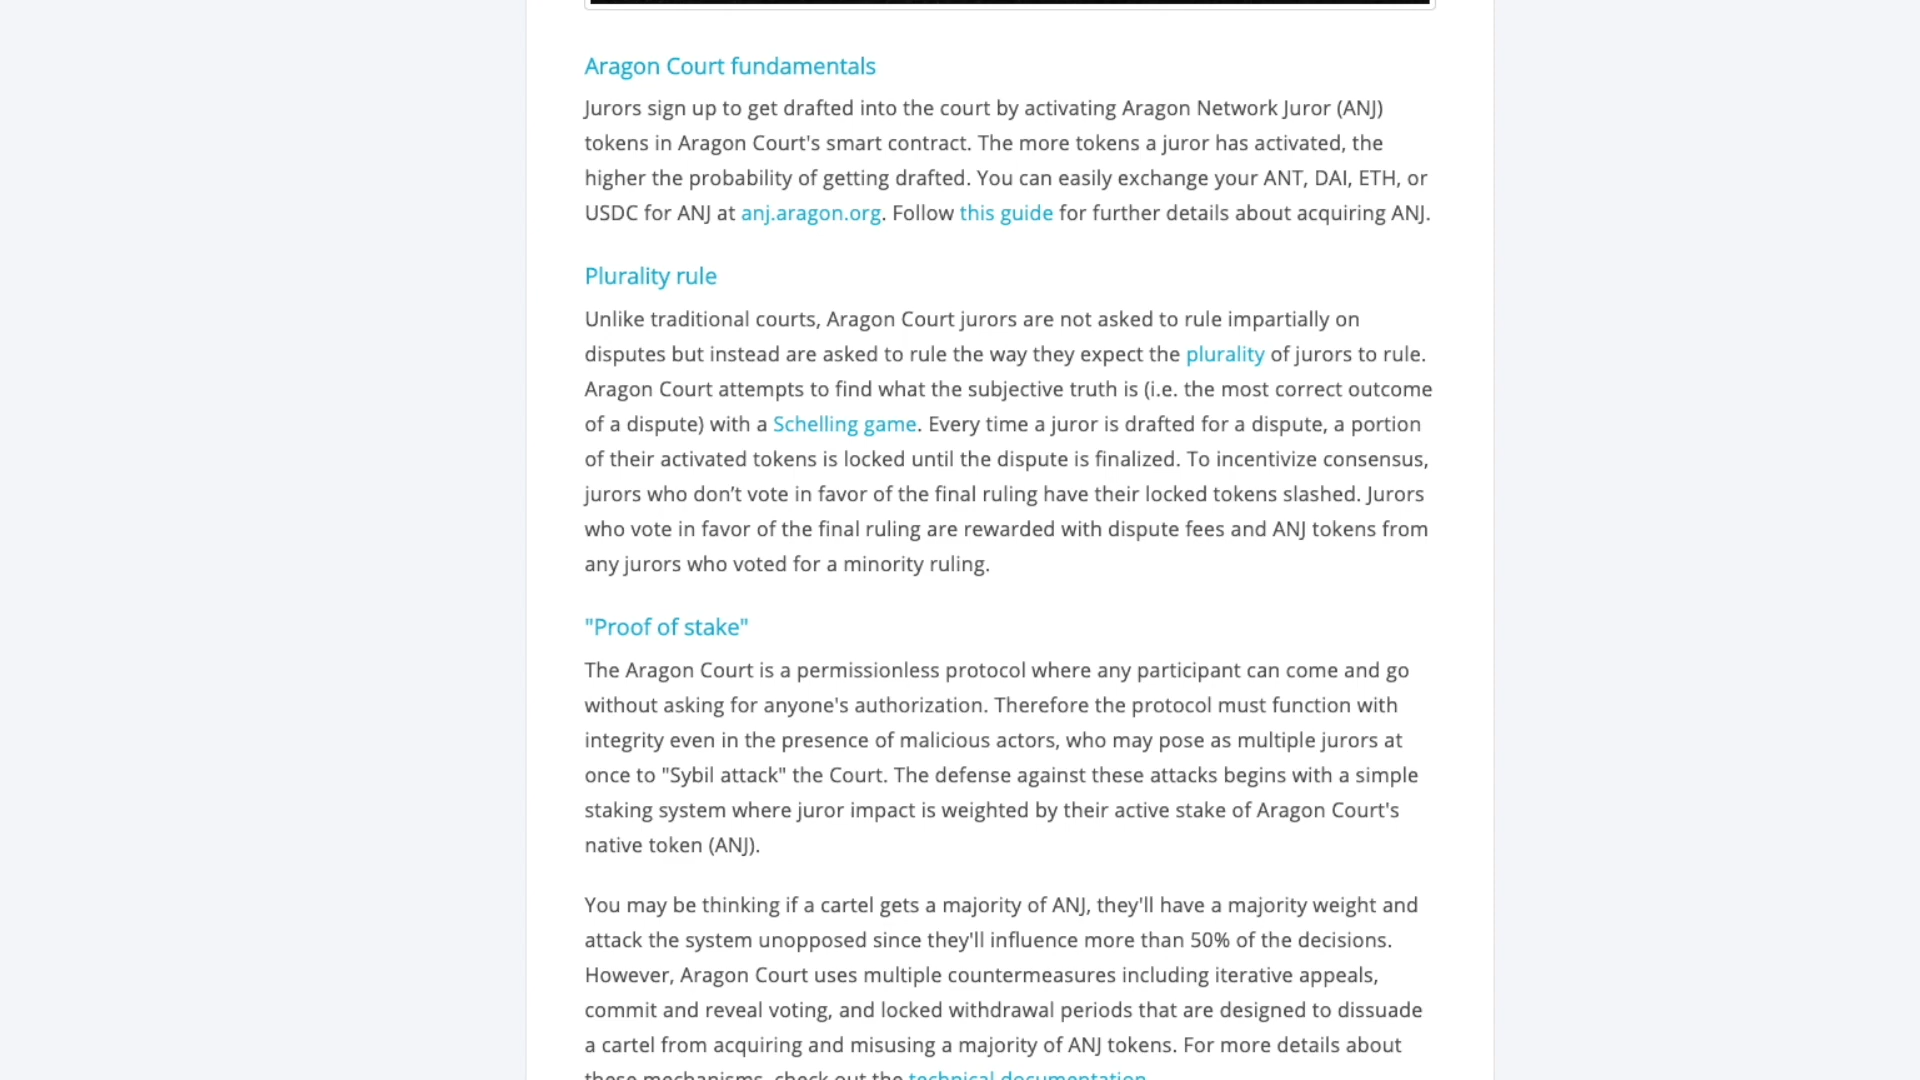 Aragon Court fundamentals
Jurors sign up to get drafted into the court by activating Aragon Network Juror (ANJ)
tokens in Aragon Court's smart contract. The more tokens a juror has activated, the
higher the probability of getting drafted. You can easily exchange your ANT, DAI, ETH, or
USDC for ANJ at anj.aragon.org. Follow this guide for further details about acquiring ANJ.
Plurality rule
Unlike traditional courts, Aragon Court jurors are not asked to rule impartially on
disputes but instead are asked to rule the way they expect the plurality of jurors to rule.
Aragon Court attempts to find what the subjective truth is (i.e. the most correct outcome
of a dispute) with a Schelling game. Every time a juror is drafted for a dispute, a portion
of their activated tokens is locked until the dispute is finalized. To incentivize consensus,
jurors who don’t vote in favor of the final ruling have their locked tokens slashed. Jurors
who vote in favor of the final ruling are rewarded with dispute fees and ANJ tokens from
any jurors who voted for a minority ruling.
"Proof of stake"
The Aragon Court is a permissionless protocol where any participant can come and go
without asking for anyone's authorization. Therefore the protocol must function with
integrity even in the presence of malicious actors, who may pose as multiple jurors at
once to "Sybil attack" the Court. The defense against these attacks begins with a simple
staking system where juror impact is weighted by their active stake of Aragon Court's
native token (ANJ).
You may be thinking if a cartel gets a majority of ANJ, they'll have a majority weight and
attack the system unopposed since they'll influence more than 50% of the decisions.
However, Aragon Court uses multiple countermeasures including iterative appeals,
commit and reveal voting, and locked withdrawal periods that are designed to dissuade
a cartel from acquiring and misusing a majority of ANJ tokens. For more details about
these mechanisms, check out the technical documentation.